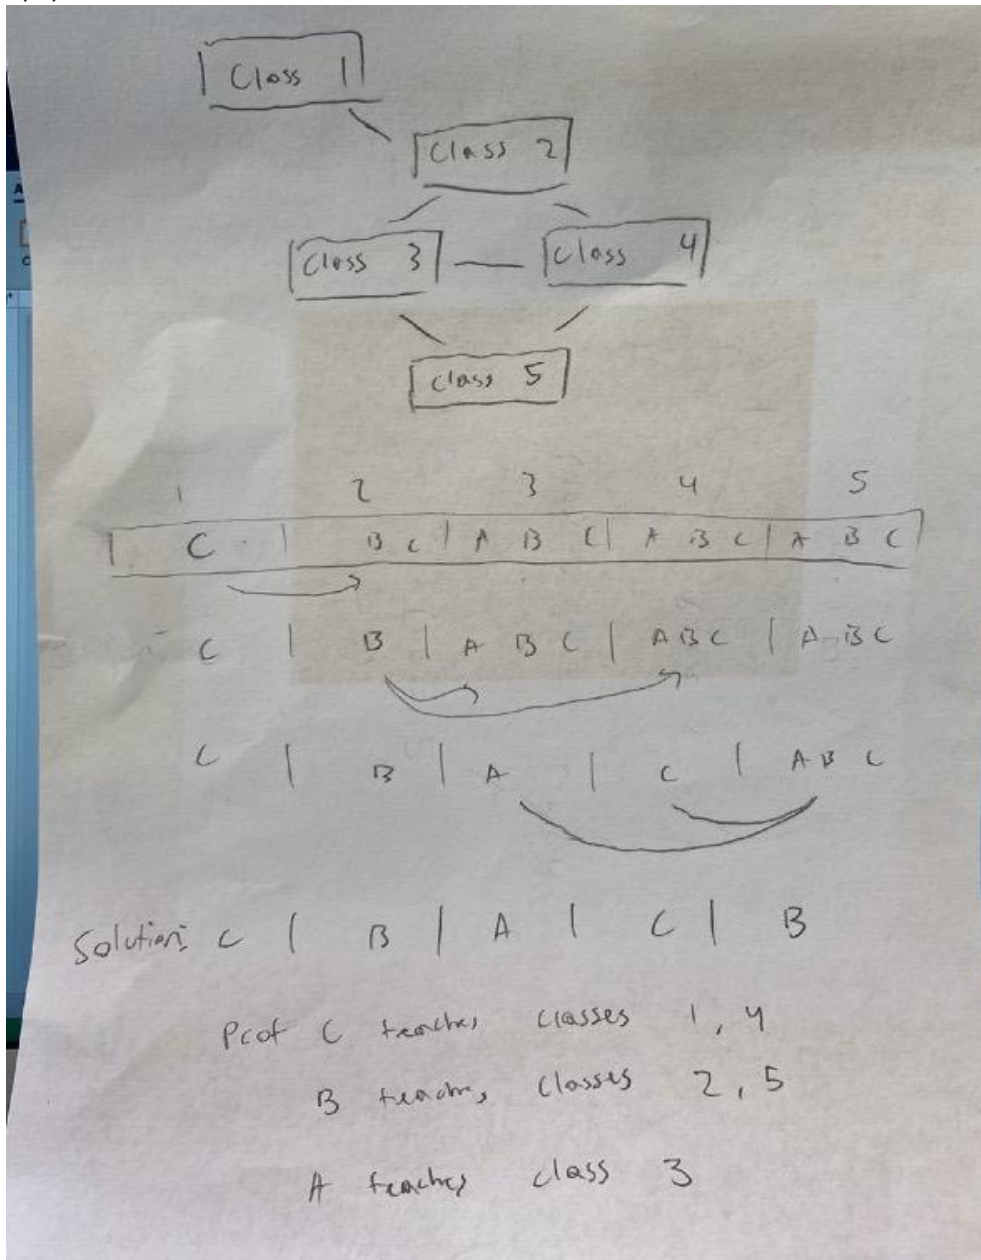 Class 1
Class 2
Class 3 Class 4
Class 5
1 2 3 4 5
C | B C | A B C | A B C | A B C
C | B | A B C | A B C | A B C
C | B | A | C | A B C
Solution: C | B | A | C | B
Prof C teaches classes 1, 4
B teaches classes 2, 5
A teaches class 3